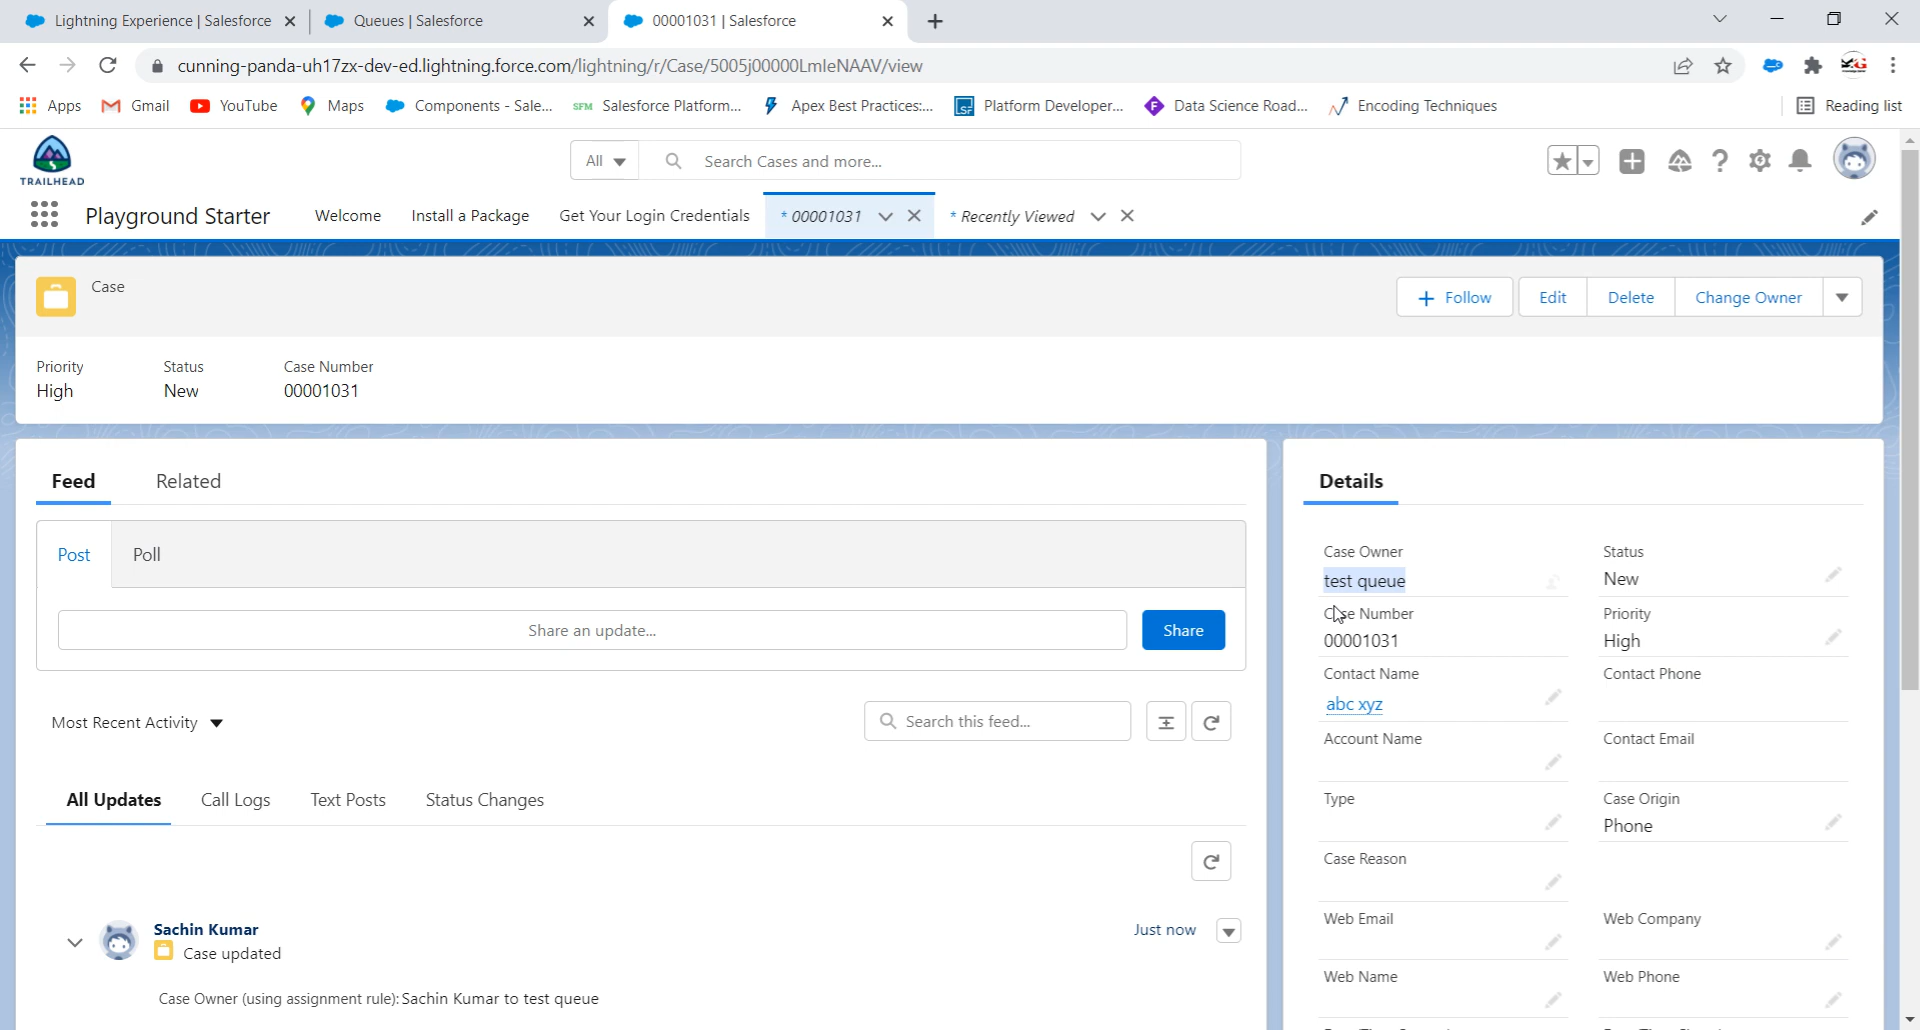 Lightning Experience | Salesforce
Queues | Salesforce
00001031 | Salesforce
cunning-panda-uh17zx-dev-ed.lightning.force.com/lightning/r/Case/5005j00000LmIeNAAV/view
Apps
Gmail
YouTube
Maps
Components - Sale...
SFM
Salesforce Platform...
Apex Best Practices:...
Platform Developer...
Data Science Road...
Encoding Techniques
Reading list
TRAILHEAD
All
Search Cases and more...
Playground Starter
Welcome
Install a Package
Get Your Login Credentials
* 00001031
* Recently Viewed
Case
Follow
Edit
Delete
Change Owner
Priority
High
Status
New
Case Number
00001031
Feed
Related
Post
Poll
Share an update...
Share
Most Recent Activity
Search this feed...
All Updates
Call Logs
Text Posts
Status Changes
Sachin Kumar
Case updated
Just now
Case Owner (using assignment rule): Sachin Kumar to test queue
Details
Case Owner
test queue
Status
New
Case Number
00001031
Priority
High
Contact Name
abc xyz
Contact Phone
Account Name
Contact Email
Type
Case Origin
Phone
Case Reason
Web Email
Web Company
Web Name
Web Phone